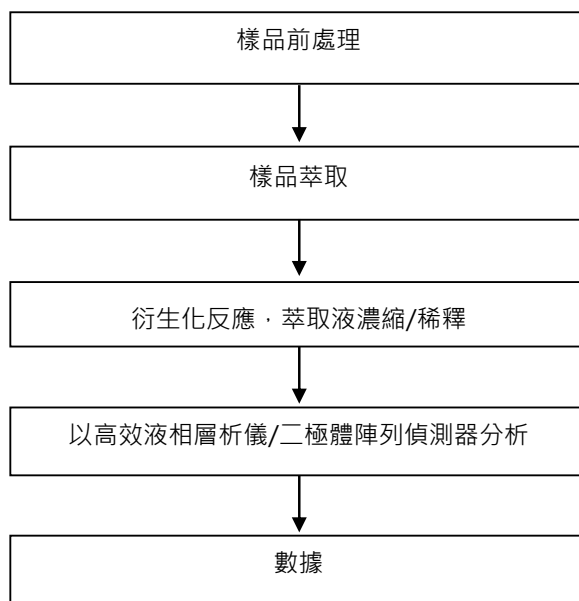 樣品前處理
樣品萃取
衍生化反應，萃取液濃縮/稀釋
以高效液相層析儀/二極體陣列偵測器分析
數據